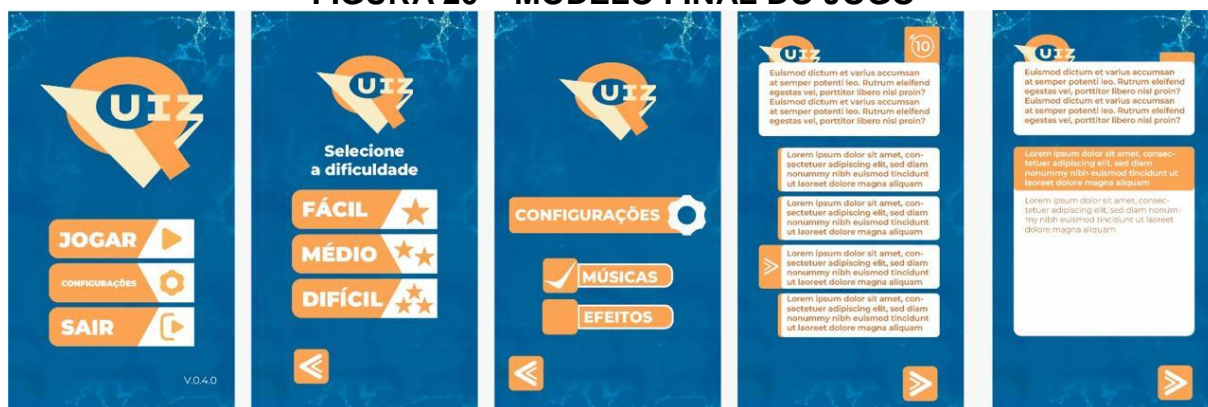 FIGURA 20 – MODELO FINAL DO JOGO
UIZ
JOGAR
CONFIGURAÇÕES
SAIR
V.0.4.0
UIZ
Selecione
a dificuldade
FÁCIL
MÉDIO
DIFÍCIL
UIZ
CONFIGURAÇÕES
MÚSICAS
EFEITOS
UIZ
10
Euismod dictum et varius accumsan
at semper potenti leo. Rutrum eleifend
egestas vel, porttitor libero nisl proin?
Euismod dictum et varius accumsan
at semper potenti leo. Rutrum eleifend
egestas vel, porttitor libero nisl proin?
Lorem ipsum dolor sit amet, con-
sectetuer adipiscing elit, sed diam
nonummy nibh euismod tincidunt
ut laoreet dolore magna aliquam
Lorem ipsum dolor sit amet, con-
sectetuer adipiscing elit, sed diam
nonummy nibh euismod tincidunt
ut laoreet dolore magna aliquam
Lorem ipsum dolor sit amet, con-
sectetuer adipiscing elit, sed diam
nonummy nibh euismod tincidunt
ut laoreet dolore magna aliquam
Lorem ipsum dolor sit amet, con-
sectetuer adipiscing elit, sed diam
nonummy nibh euismod tincidunt
ut laoreet dolore magna aliquam
UIZ
Euismod dictum et varius accumsan
at semper potenti leo. Rutrum eleifend
egestas vel, porttitor libero nisl proin?
Euismod dictum et varius accumsan
at semper potenti leo. Rutrum eleifend
egestas vel, porttitor libero nisl proin?
Lorem ipsum dolor sit amet, consec-
tetuer adipiscing elit, sed diam
nonummy nibh euismod tincidunt ut
laoreet dolore magna aliquam
Lorem ipsum dolor sit amet, consec-
tetuer adipiscing elit, sed diam nonum-
my nibh euismod tincidunt ut laoreet
dolore magna aliquam